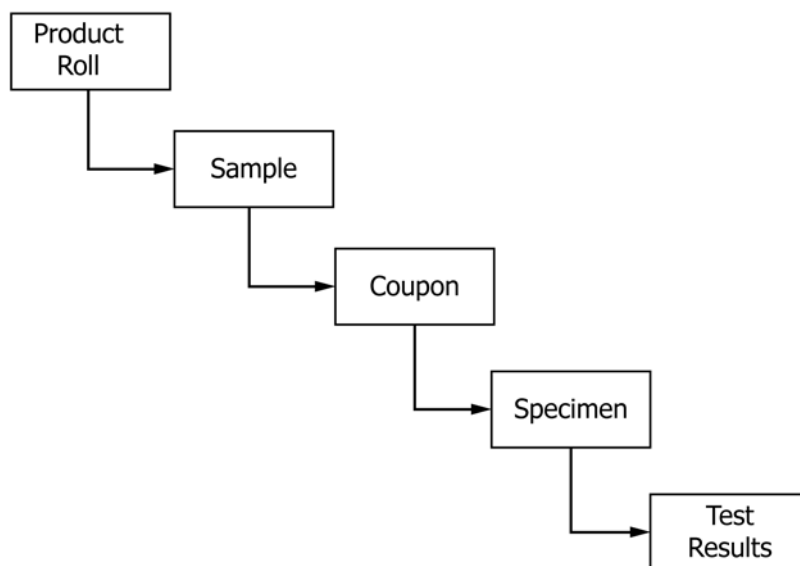 Product
Roll
Sample
Coupon
Specimen
Test
Results